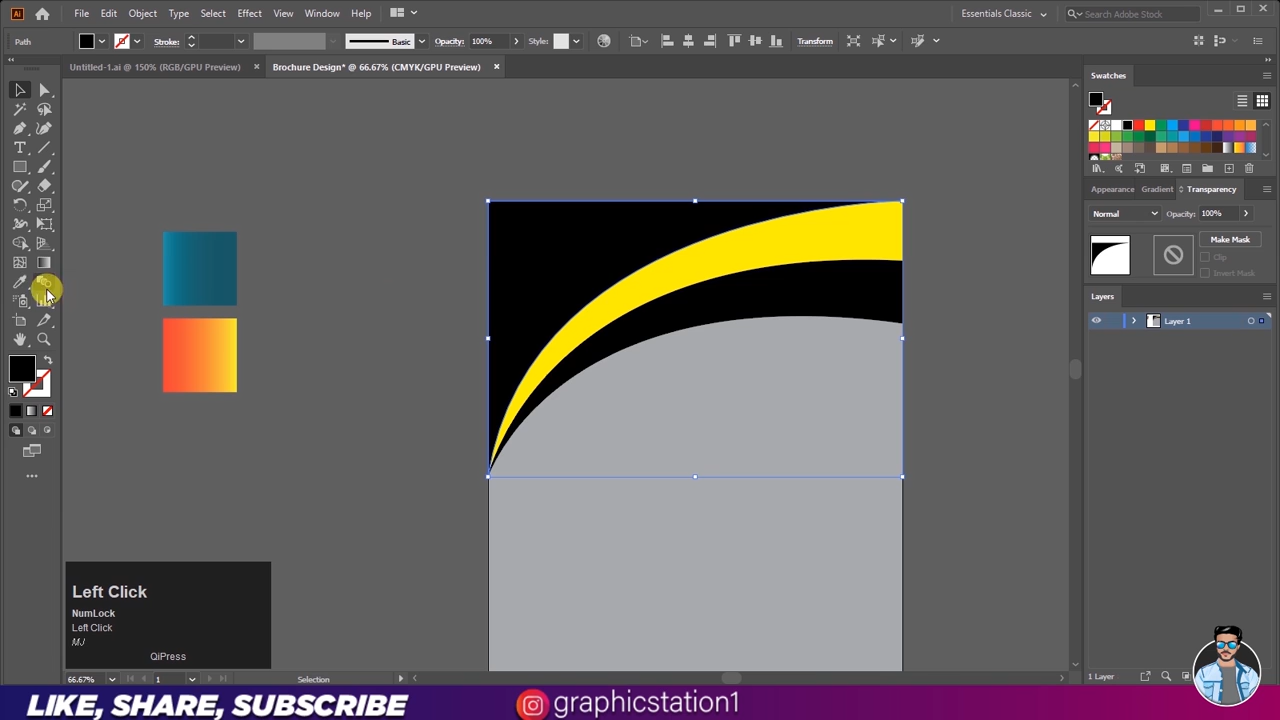 Ai File Edit Object Type Select Effect View Window Help Essentials Classic Search Adobe Stock
Path Stroke: Basic Opacity: 100% Style: Transform
Untitled-1.ai @ 150% (RGB/GPU Preview) Brochure Design* @ 66.67% (CMYK/GPU Preview)
Swatches
Appearance Gradient Transparency
Normal Opacity: 100%
Make Mask
Clip
Invert Mask
Layers
Layer 1
Left Click
NumLock
Left Click
MJ
QiPress
66.67% 1 Selection 1 Layer
LIKE, SHARE, SUBSCRIBE graphicstation1